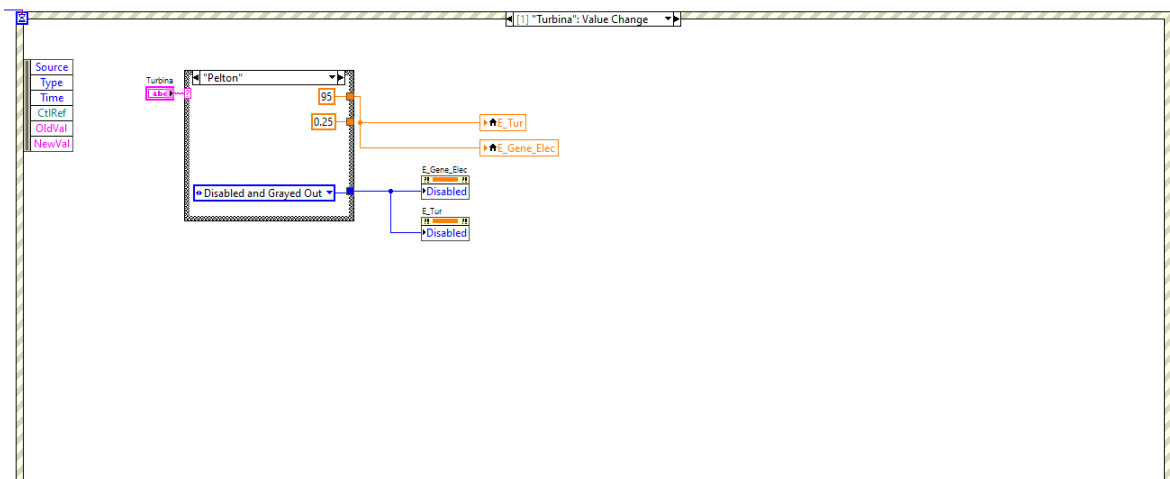 [1] "Turbina": Value Change
Source
Type
Time
CtlRef
OldVal
NewVal
Turbina
abc
"Pelton"
?
95
0.25
E_Tur
E_Gene_Elec
Disabled and Grayed Out
E_Gene_Elec
?! ?!
Disabled
E_Tur
?! ?!
Disabled